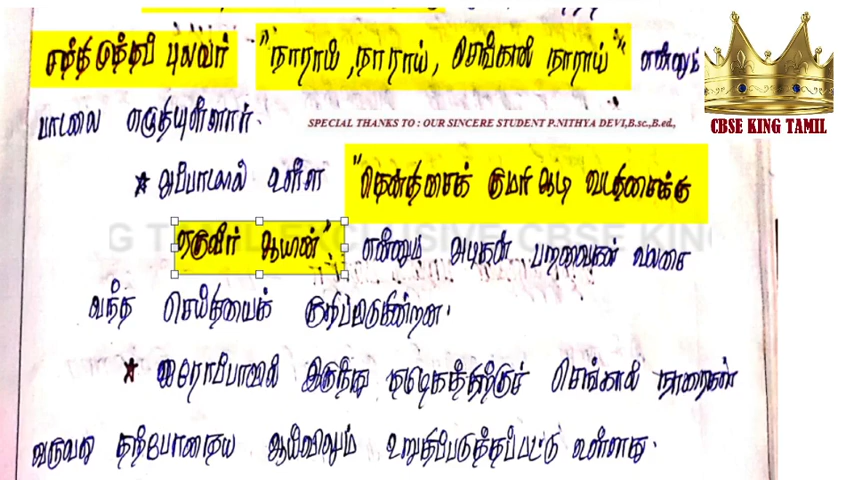 சத்திமுத்தப் புலவர் "நாராய், நாராய், செங்கால் நாராய்" என்னும்
CBSE KING TAMIL
பாடலை எழுதியுள்ளார்.
SPECIAL THANKS TO : OUR SINCERE STUDENT P.NITHYA DEVI,B.sc.,B.ed.,
★ அப்பாடலில் உள்ள "தென்திசைக் குமரி ஆடி வடதிசைக்கு
ஏகுவீர் ஆயின்" என்னும் அடிகள் பறவைகள் வலசை
வந்த செய்தியைக் குறிப்பிடுகின்றன.
★ ஐரோப்பாவில் இருந்து தமிழகத்திற்குச் செங்கால் நாரைகள்
வருவது தற்போதைய ஆய்விலும் உறுதிப்படுத்தப்பட்டு உள்ளது.